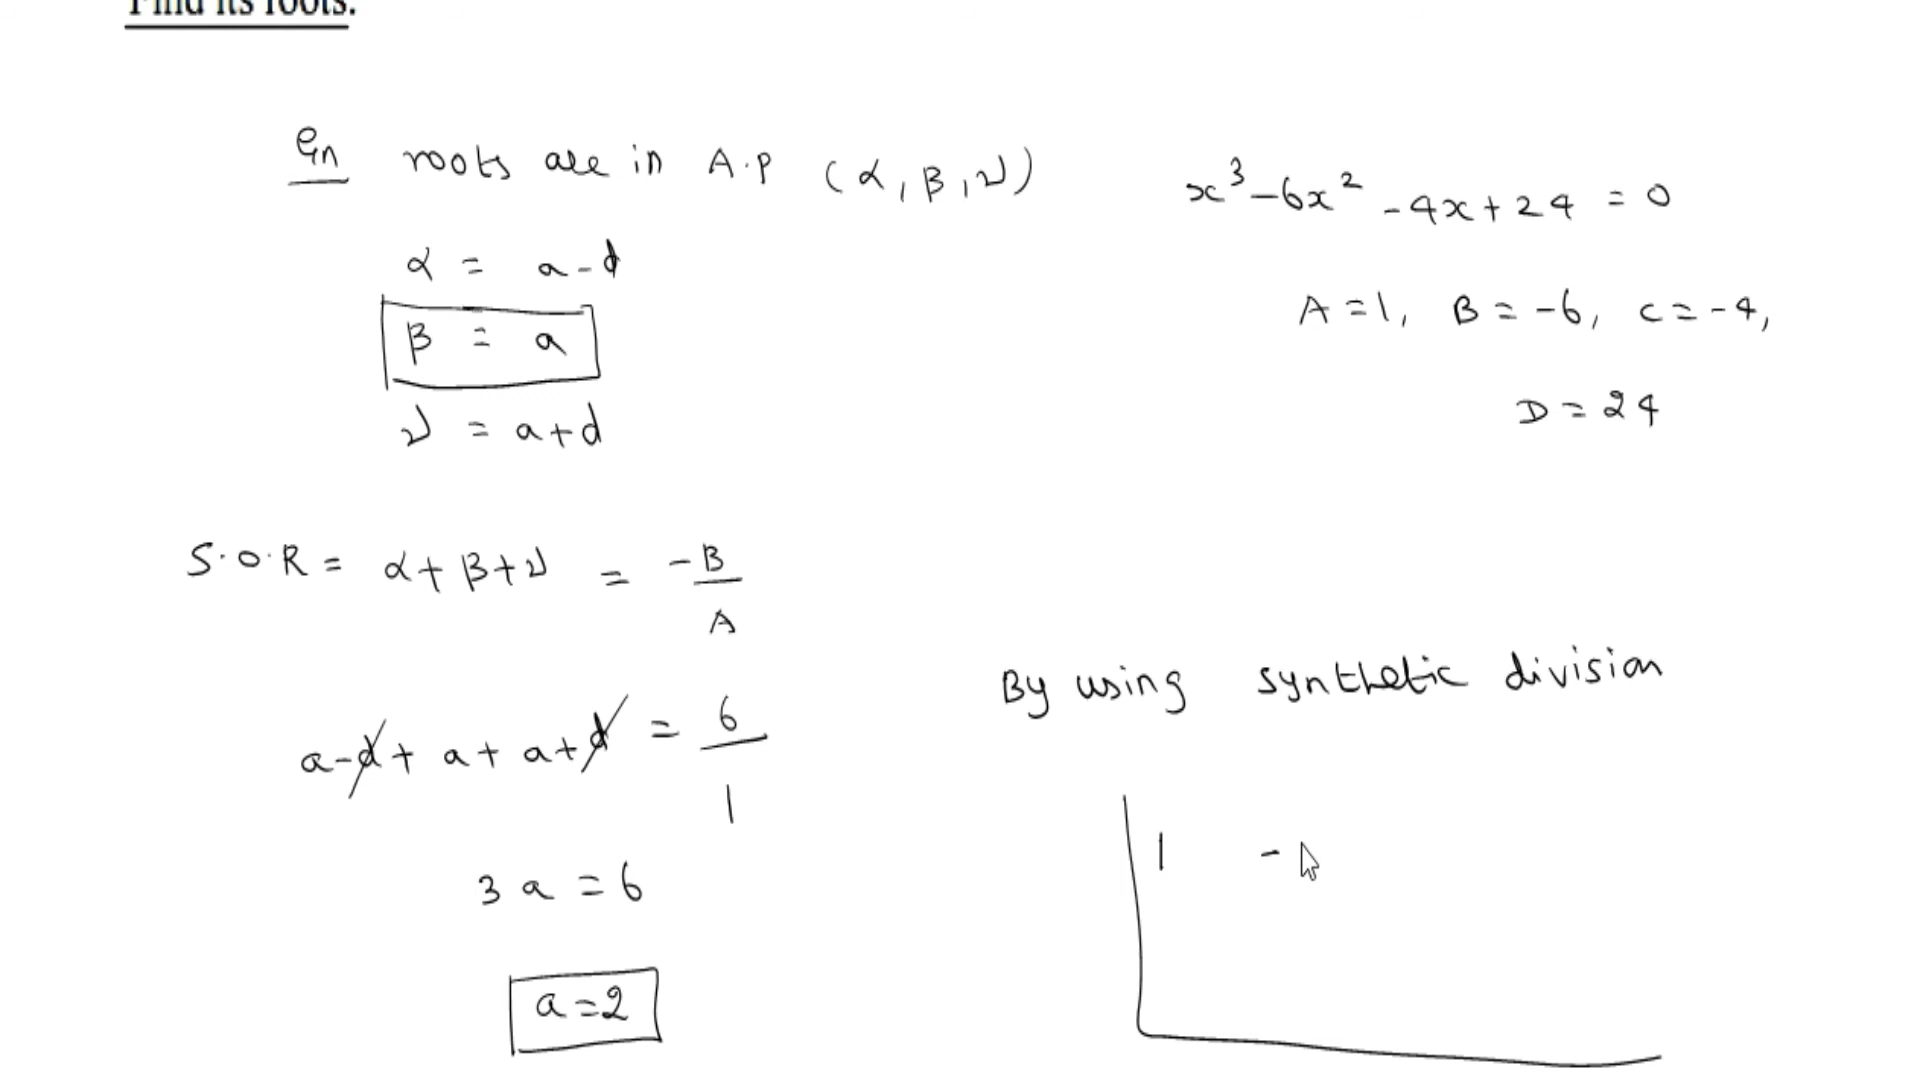 Find its roots.
Gn roots are in A.P (α, β, γ)
α = a-d
β = a
γ = a+d
x³-6x²-4x+24 = 0
A=1, B=-6, C=-4,
D=24
S.O.R = α+β+γ = -B/A
a-d+a+a+d = 6/1
3a=6
a=2
By using synthetic division
1 -